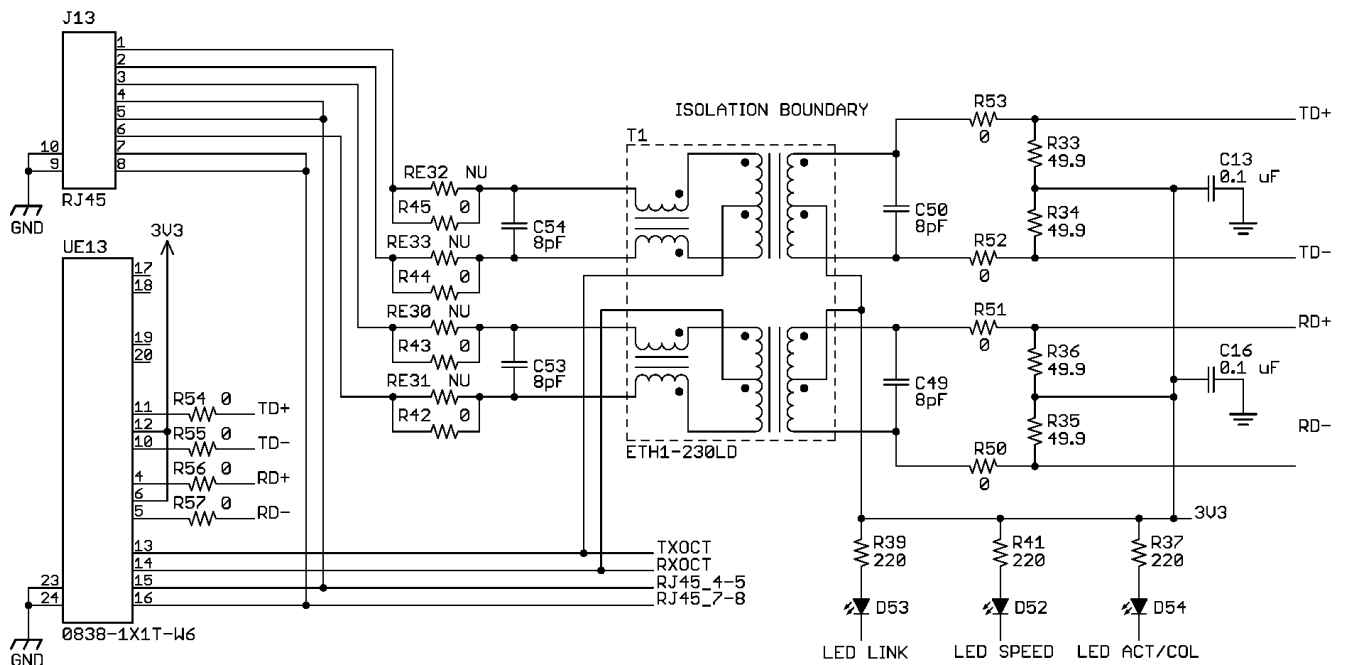 J13
1
2
3
4
5
6
7
8
10
9
RJ45
GND
UE13
3V3
17
18
19
20
11
12
10
4
6
5
13
14
15
16
23
24
0838-1X1T-W6
GND
R54 0
TD+
R55 0
TD-
R56 0
RD+
R57 0
RD-
RE32 NU
R45 0
RE33 NU
R44 0
RE30 NU
R43 0
RE31 NU
R42 0
C54
8pF
C53
8pF
ISOLATION BOUNDARY
T1
ETH1-230LD
C50
8pF
C49
8pF
R53
0
R52
0
R51
0
R50
0
R33
49.9
R34
49.9
R36
49.9
R35
49.9
C13
0.1 uF
C16
0.1 uF
TD+
TD-
RD+
RD-
3V3
TXOCT
RXOCT
RJ45_4-5
RJ45_7-8
R39
220
R41
220
R37
220
D53
D52
D54
LED LINK
LED SPEED
LED ACT/COL